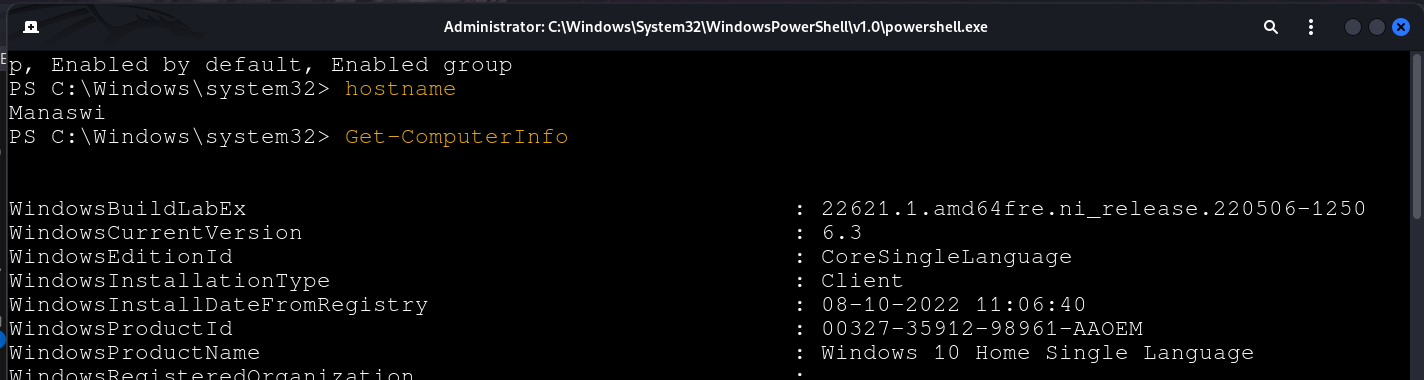 Administrator: C:\Windows\System32\WindowsPowerShell\v1.0\powershell.exe
p, Enabled by default, Enabled group
PS C:\Windows\system32> hostname
Manaswi
PS C:\Windows\system32> Get-ComputerInfo
WindowsBuildLabEx : 22621.1.amd64fre.ni_release.220506-1250
WindowsCurrentVersion : 6.3
WindowsEditionId : CoreSingleLanguage
WindowsInstallationType : Client
WindowsInstallDateFromRegistry : 08-10-2022 11:06:40
WindowsProductId : 00327-35912-98961-AAOEM
WindowsProductName : Windows 10 Home Single Language
WindowsRegisteredOrganization :